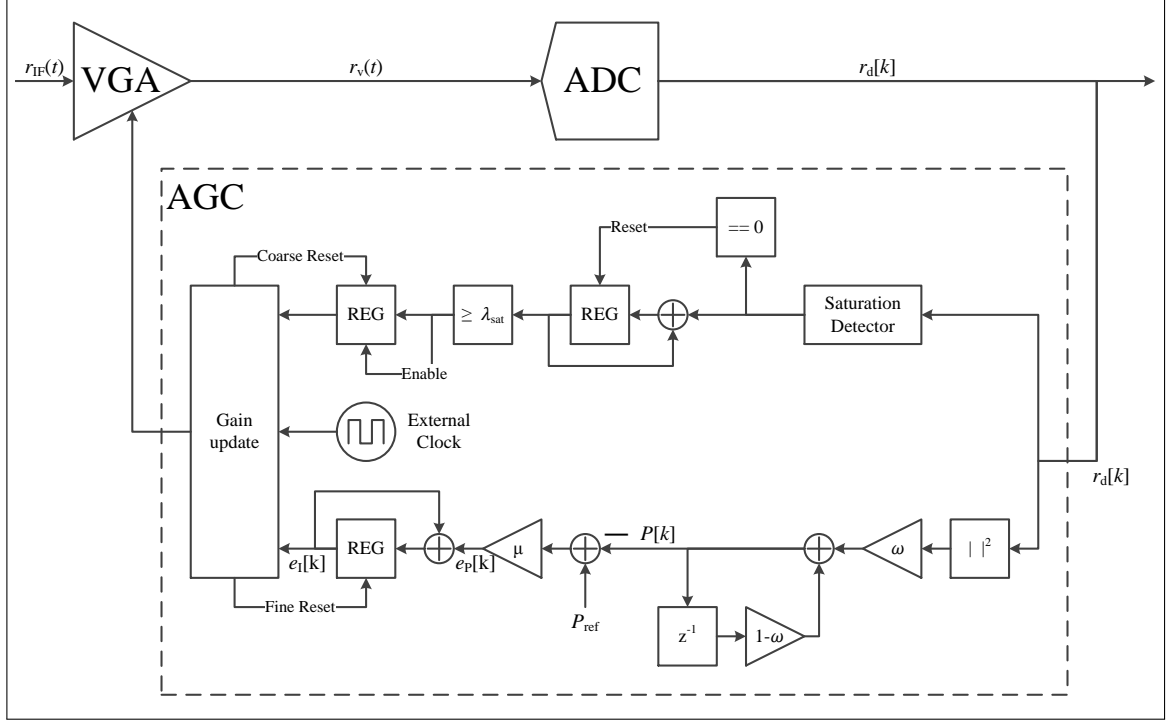 r_IF(t)
VGA
r_v(t)
ADC
r_d[k]
AGC
Reset
== 0
Coarse Reset
REG
≥ λ_sat
REG
Saturation
Detector
Enable
Gain
update
External
Clock
r_d[k]
e_I[k]
REG
e_P[k]
μ
P[k]
ω
| |²
Fine Reset
P_ref
z⁻¹
1-ω